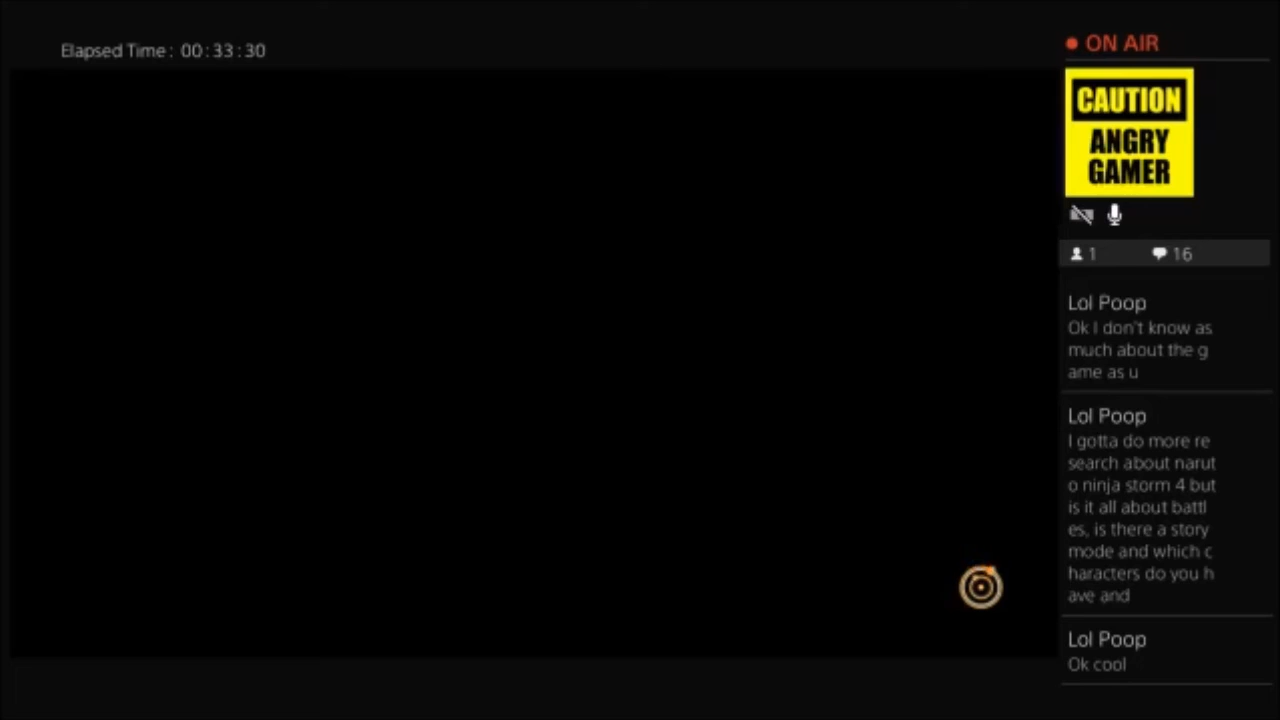 Elapsed Time: 00:33:30
ON AIR
CAUTION
ANGRY
GAMER
1 16
Lol Poop
Ok I don't know as
much about the g
ame as u
Lol Poop
I gotta do more re
search about narut
o ninja storm 4 but
is it all about battl
es, is there a story
mode and which c
haracters do you h
ave and
Lol Poop
Ok cool